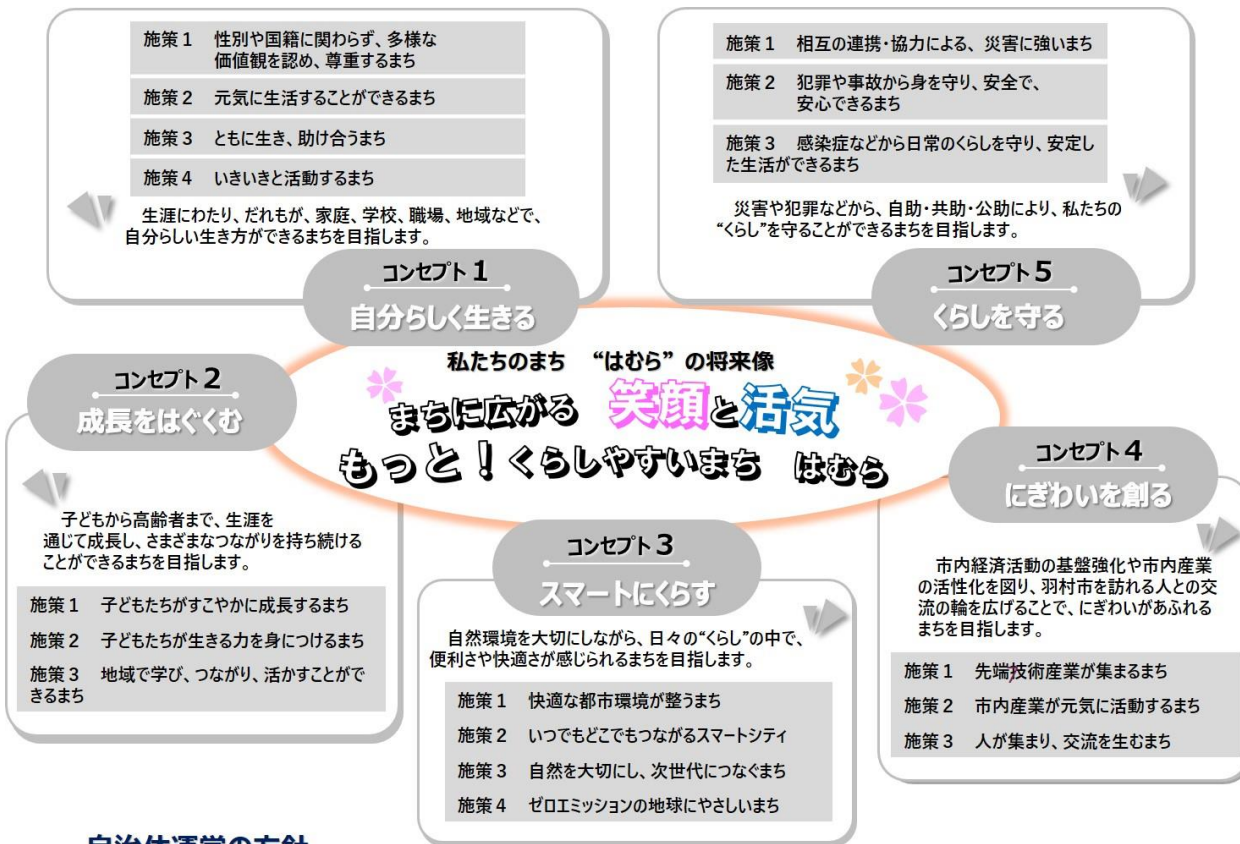 施策1 性別や国籍に関わらず、多様な
価値観を認め、尊重するまち
施策2 元気に生活することができるまち
施策3 ともに生き、助け合うまち
施策4 いきいきと活動するまち
生涯にわたり、だれもが、家庭、学校、職場、地域などで、
自分らしい生き方ができるまちを目指します。
コンセプト1
自分らしく生きる
施策1 相互の連携・協力による、災害に強いまち
施策2 犯罪や事故から身を守り、安全で、
安心できるまち
施策3 感染症などから日常のくらしを守り、安定し
た生活ができるまち
災害や犯罪などから、自助・共助・公助により、私たちの
“くらし”を守ることができるまちを目指します。
コンセプト5
くらしを守る
私たちのまち “はむら”の将来像
まちに広がる 笑顔と活気
もっと!くらしやすいまち はむら
コンセプト2
成長をはぐくむ
子どもから高齢者まで、生涯を
通じて成長し、さまざまなつながりを持ち続ける
ことができるまちを目指します。
施策1 子どもたちがすこやかに成長するまち
施策2 子どもたちが生きる力を身につけるまち
施策3 地域で学び、つながり、活かすことがで
きるまち
コンセプト3
スマートにくらす
自然環境を大切にしながら、日々の“くらし”の中で、
便利さや快適さが感じられるまちを目指します。
施策1 快適な都市環境が整うまち
施策2 いつでもどこでもつながるスマートシティ
施策3 自然を大切にし、次世代につなぐまち
施策4 ゼロエミッションの地球にやさしいまち
コンセプト4
にぎわいを創る
市内経済活動の基盤強化や市内産業
の活性化を図り、羽村市を訪れる人との交
流の輪を広げることで、にぎわいがあふれる
まちを目指します。
施策1 先端技術産業が集まるまち
施策2 市内産業が元気に活動するまち
施策3 人が集まり、交流を生むまち
自治体運営の方針